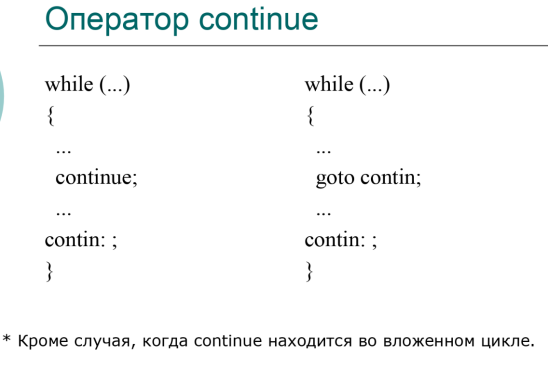 Оператор continue
while (...)
{
...
continue;
...
contin: ;
}
while (...)
{
...
goto contin;
...
contin: ;
}
* Кроме случая, когда continue находится во вложенном цикле.